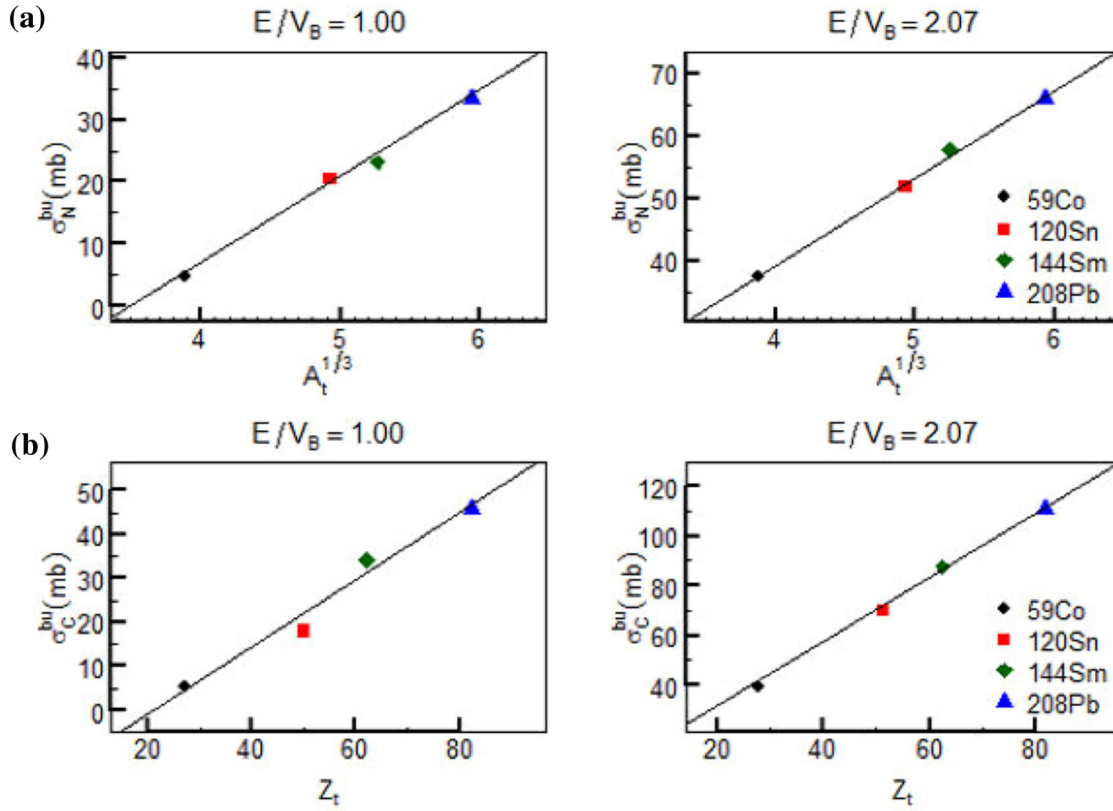 (a)
E/V_B = 1.00
σ_N^bu (mb)
40
30
20
10
0
4 5 6
A_t^1/3
E/V_B = 2.07
σ_N^bu (mb)
70
60
50
40
4 5 6
A_t^1/3
59Co
120Sn
144Sm
208Pb
(b)
E/V_B = 1.00
σ_C^bu (mb)
50
40
30
20
10
0
20 40 60 80
Z_t
E/V_B = 2.07
σ_C^bu (mb)
120
100
80
60
40
20 40 60 80
Z_t
59Co
120Sn
144Sm
208Pb